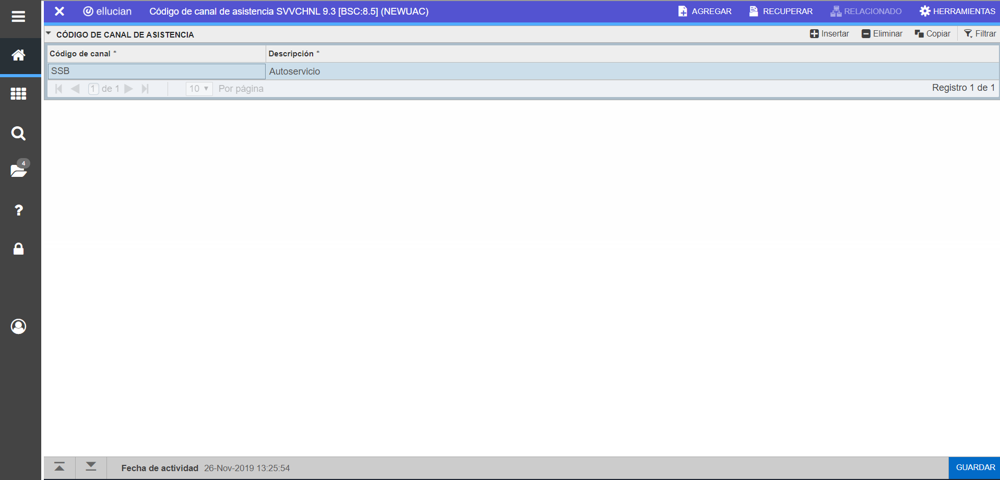 ellucian Código de canal de asistencia SVVCHNL 9.3 [BSC:8.5] (NEWUAC) AGREGAR RECUPERAR RELACIONADO HERRAMIENTAS
CÓDIGO DE CANAL DE ASISTENCIA Insertar Eliminar Copiar Filtrar
Código de canal * Descripción *
SSB Autoservicio
1 de 1 10 Por página Registro 1 de 1
4
?
Fecha de actividad 26-Nov-2019 13:25:54 GUARDAR